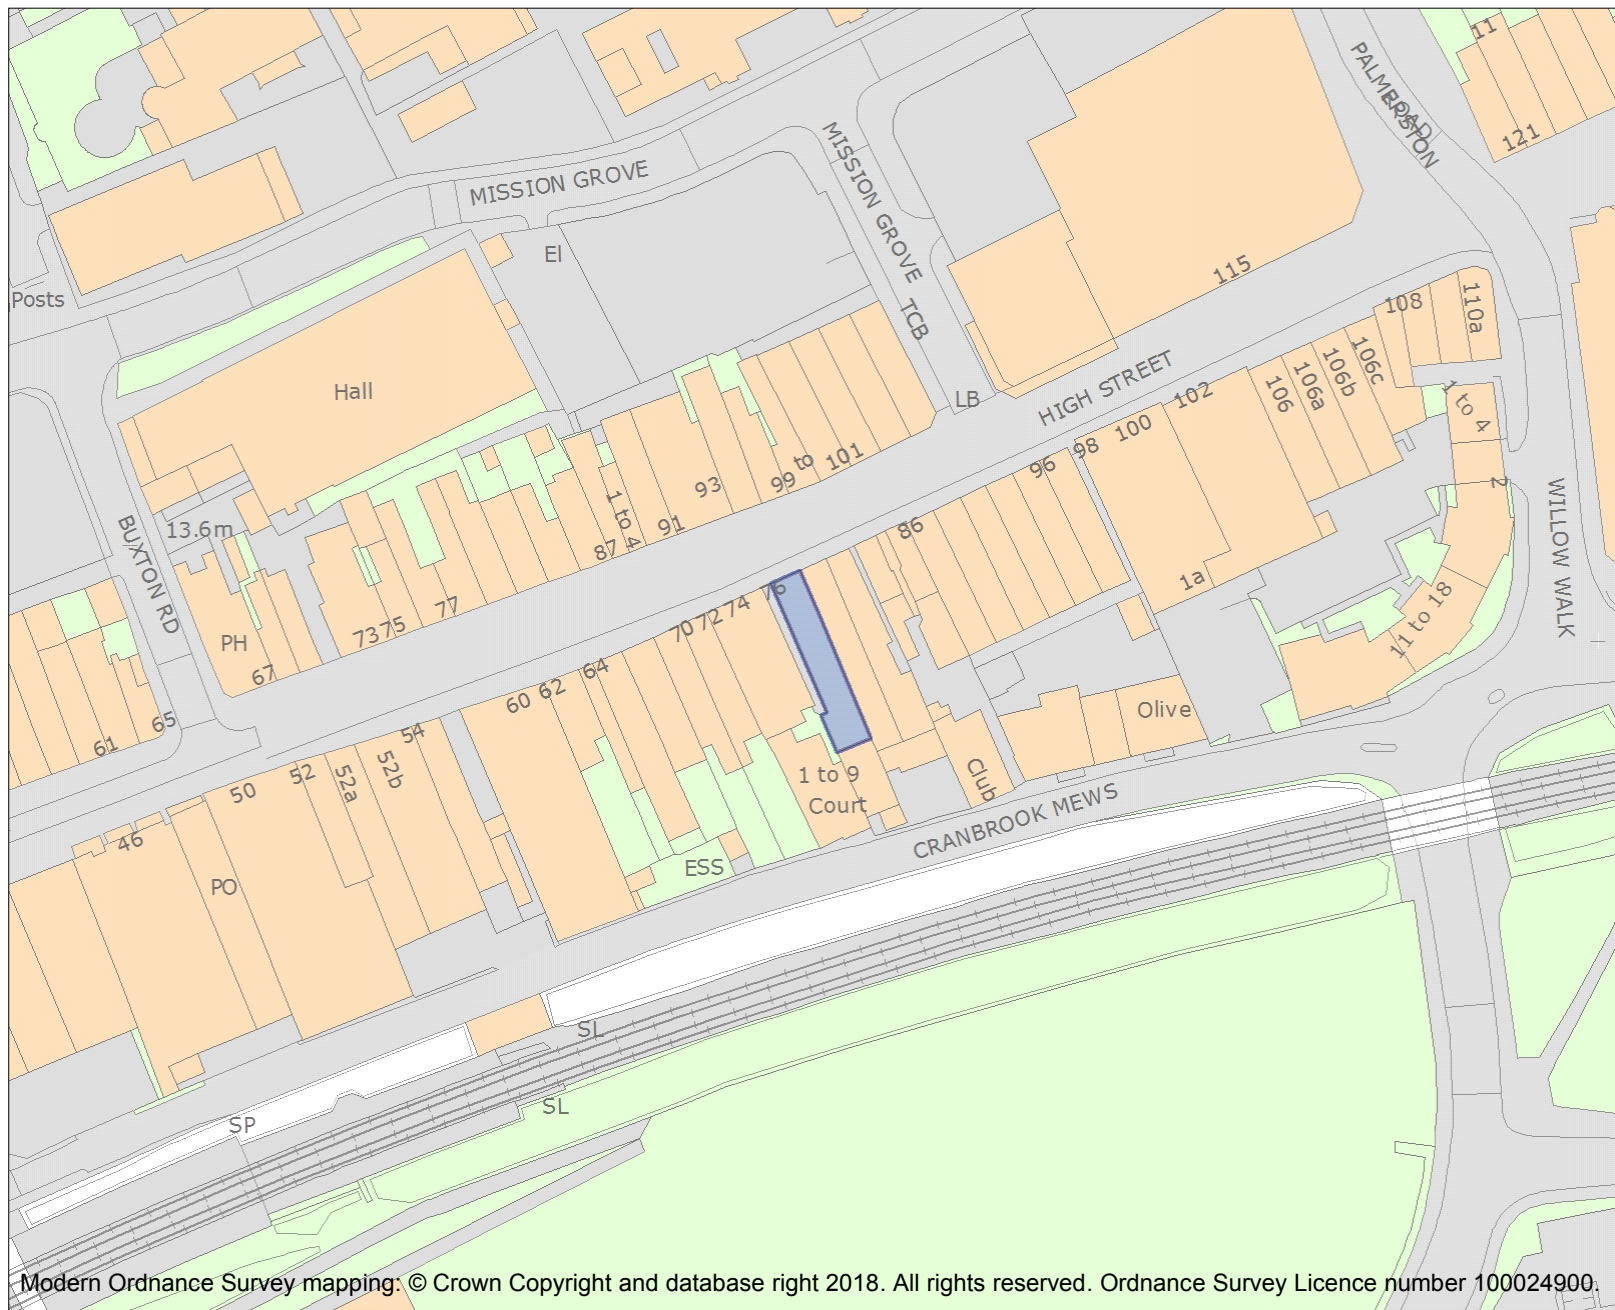 11
PALMERSTON
ROAD
121
MISSION GROVE
MISSION GROVE
El
Posts
115
TCB
108
110a
Hall
LB
HIGH STREET
102
106
106a
106b
106c
1 to 4
100
98
96
101
to
99
93
91
1 to 4
87
86
2
13.6m
BUXTON RD
WILLOW WALK
77
75
73
PH
67
76
74
72
70
64
62
60
1a
11 to 18
65
61
54
52b
52a
52
50
Olive
1 to 9
Court
Club
CRANBROOK MEWS
46
PO
ESS
SL
SL
SP
Modern Ordnance Survey mapping: © Crown Copyright and database right 2018. All rights reserved. Ordnance Survey Licence number 100024900.